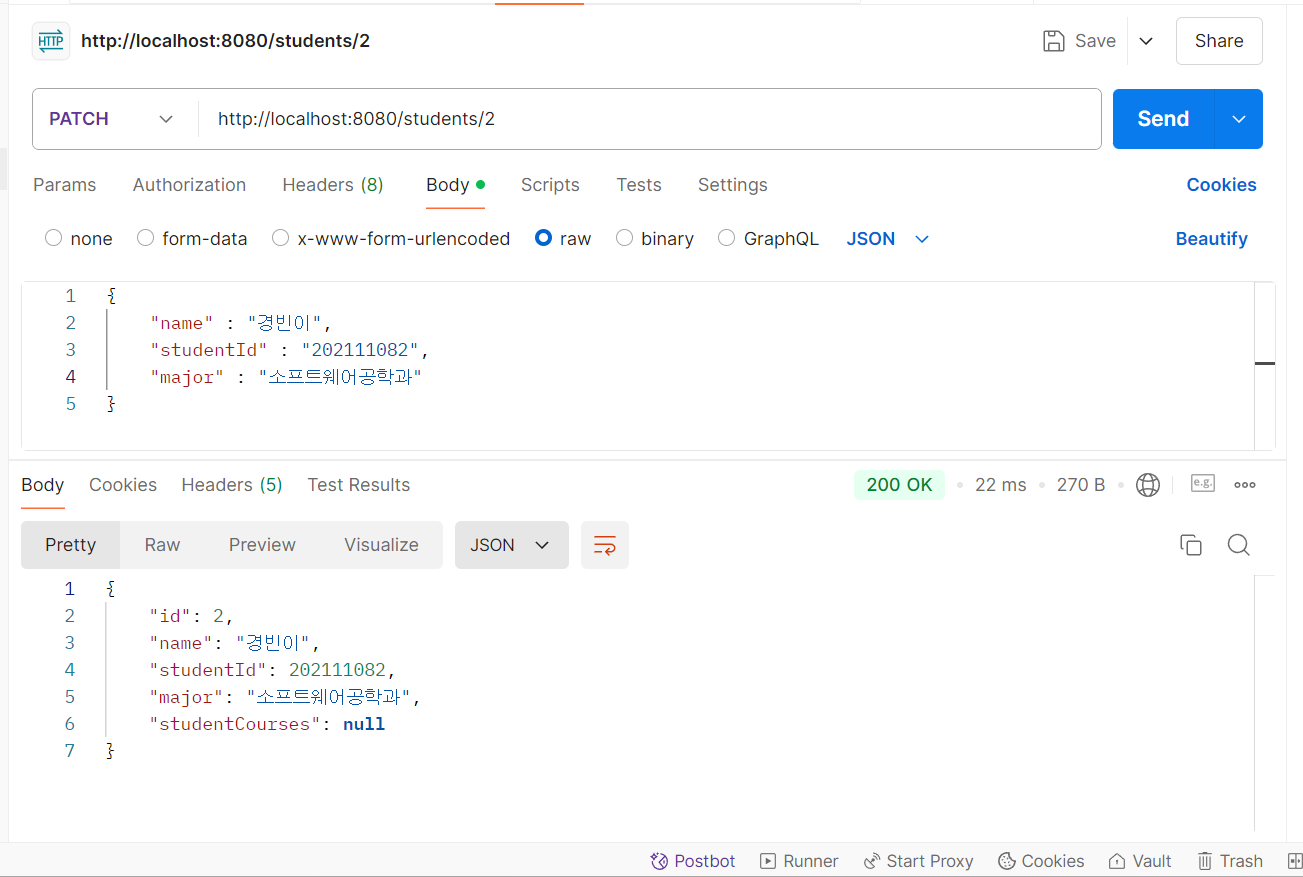 HTTP http://localhost:8080/students/2 Save Share
PATCH http://localhost:8080/students/2 Send
Params Authorization Headers (8) Body Scripts Tests Settings Cookies
none form-data x-www-form-urlencoded raw binary GraphQL JSON Beautify
1 {
2 "name" : "경빈이",
3 "studentId" : "202111082",
4 "major" : "소프트웨어공학과"
5 }
Body Cookies Headers (5) Test Results 200 OK 22 ms 270 B e.g.
Pretty Raw Preview Visualize JSON
1 {
2 "id": 2,
3 "name": "경빈이",
4 "studentId": 202111082,
5 "major": "소프트웨어공학과",
6 "studentCourses": null
7 }
Postbot Runner Start Proxy Cookies Vault Trash